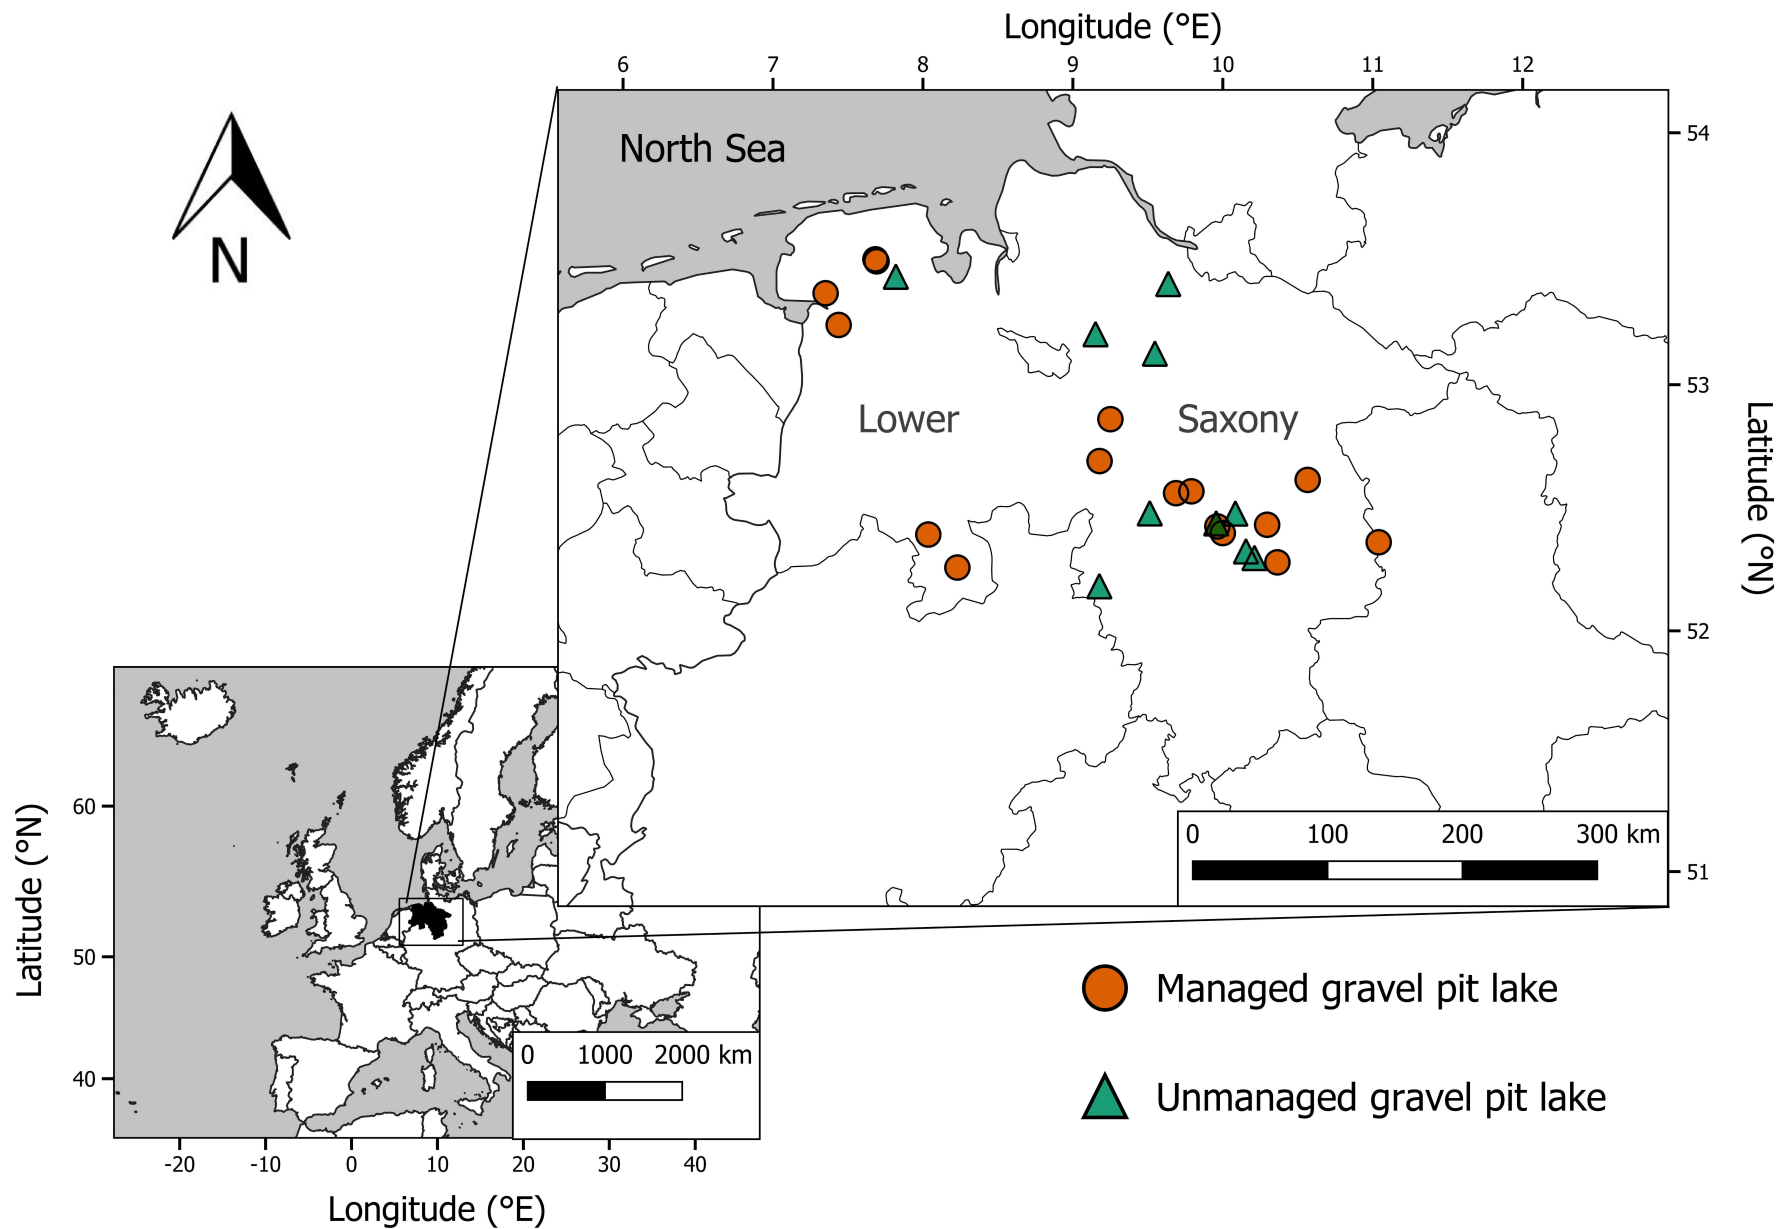 Longitude (°E)
6 7 8 9 10 11 12
North Sea
54
N
53
Lower Saxony
Latitude (°N)
52
0 100 200 300 km
51
60
50
40
Latitude (°N)
0 1000 2000 km
-20 -10 0 10 20 30 40
Longitude (°E)
Managed gravel pit lake
Unmanaged gravel pit lake